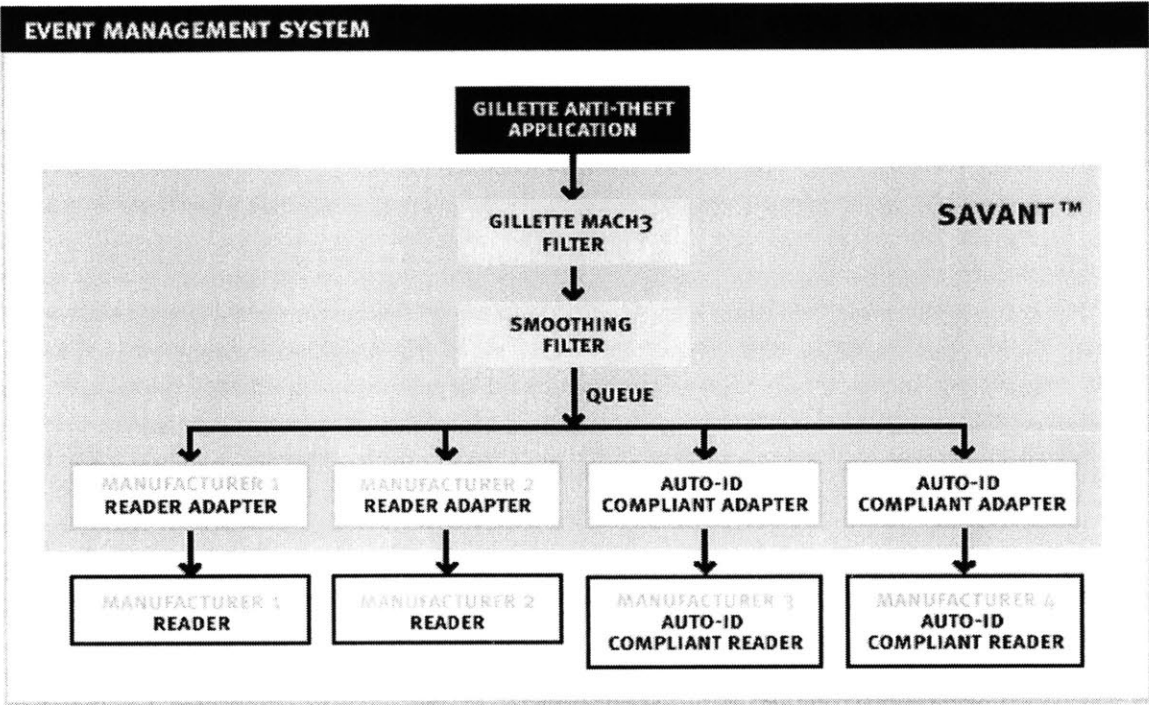 EVENT MANAGEMENT SYSTEM
GILLETTE ANTI-THEFT
APPLICATION
SAVANT™
GILLETTE MACH3
FILTER
SMOOTHING
FILTER
QUEUE
MANUFACTURER 1
READER ADAPTER
MANUFACTURER 2
READER ADAPTER
AUTO-ID
COMPLIANT ADAPTER
AUTO-ID
COMPLIANT ADAPTER
MANUFACTURER 1
READER
MANUFACTURER 2
READER
MANUFACTURER 3
AUTO-ID
COMPLIANT READER
MANUFACTURER 4
AUTO-ID
COMPLIANT READER